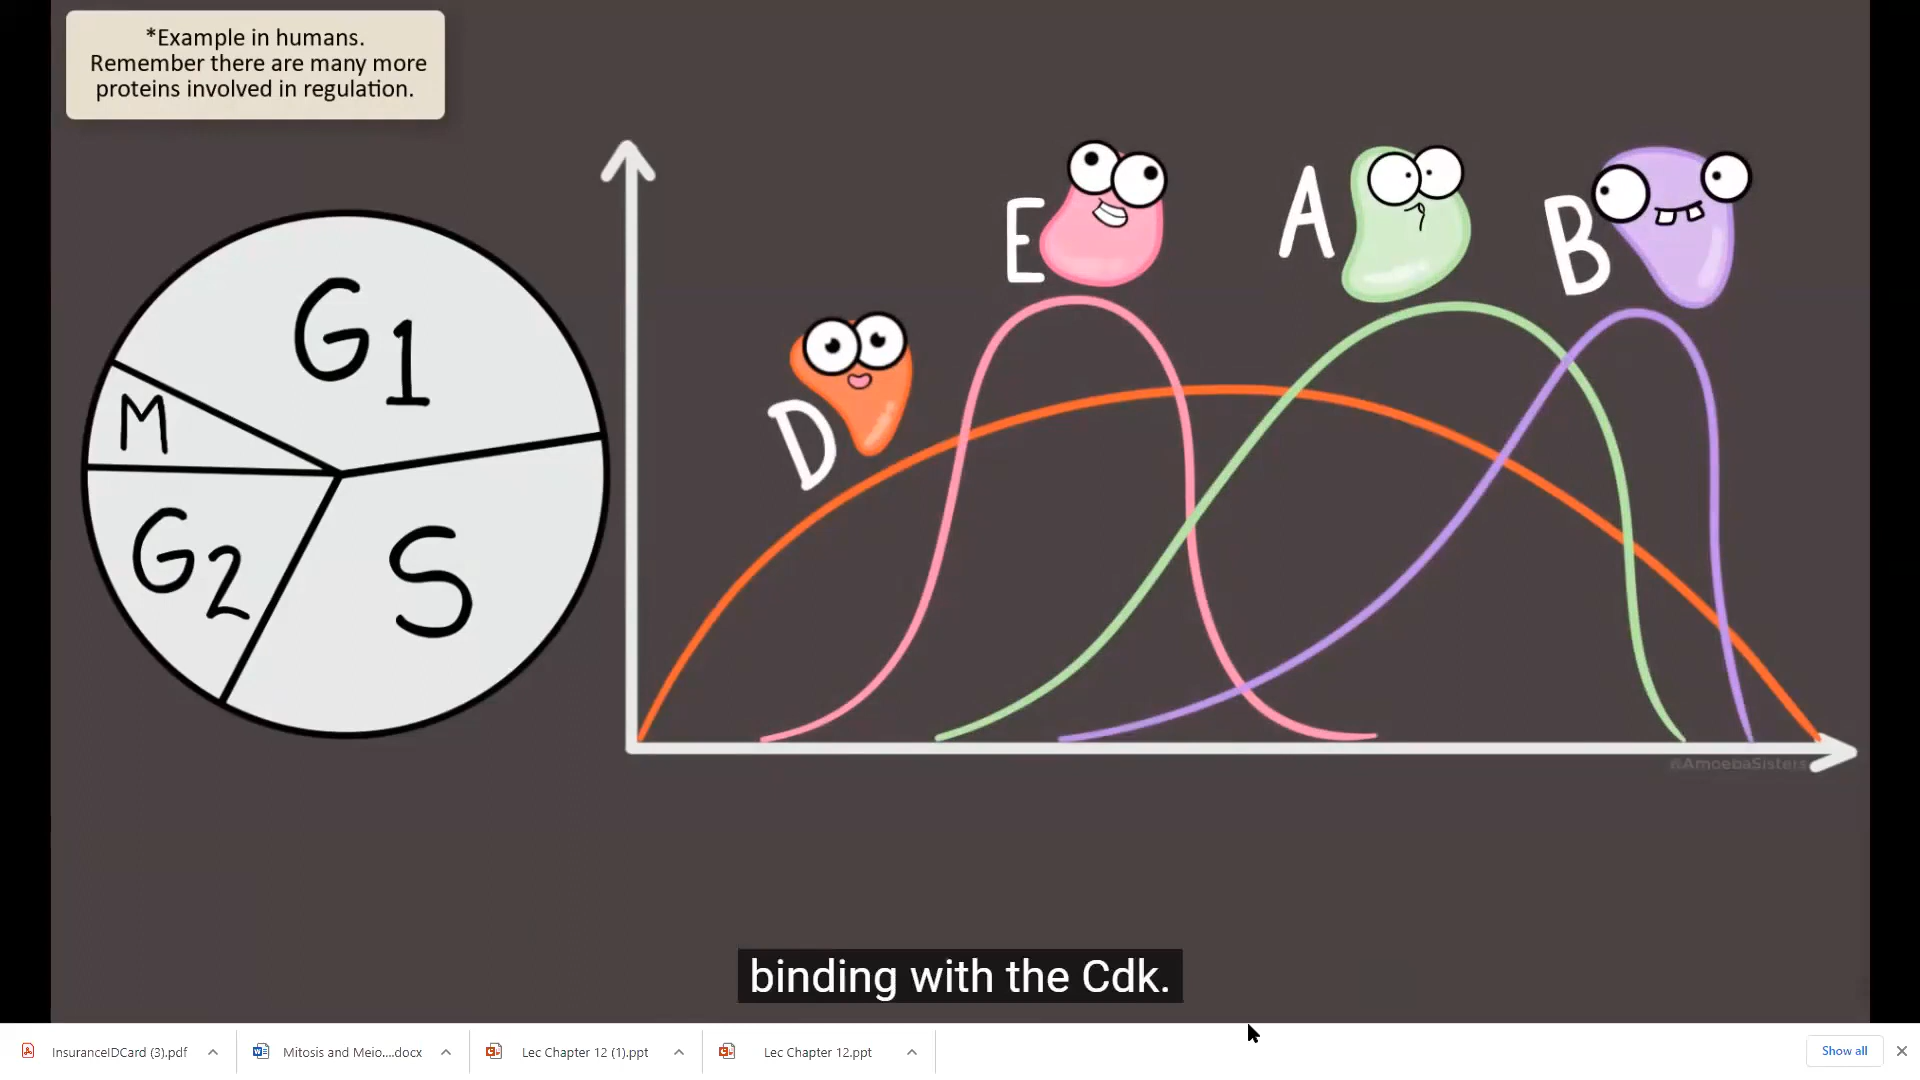 *Example in humans.
Remember there are many more
proteins involved in regulation.
G1
M
G2
S
D
E
A
B
@AmoebaSisters
binding with the Cdk.
InsuranceIDCard (3).pdf
Mitosis and Meio....docx
Lec Chapter 12 (1).ppt
Lec Chapter 12.ppt
Show all